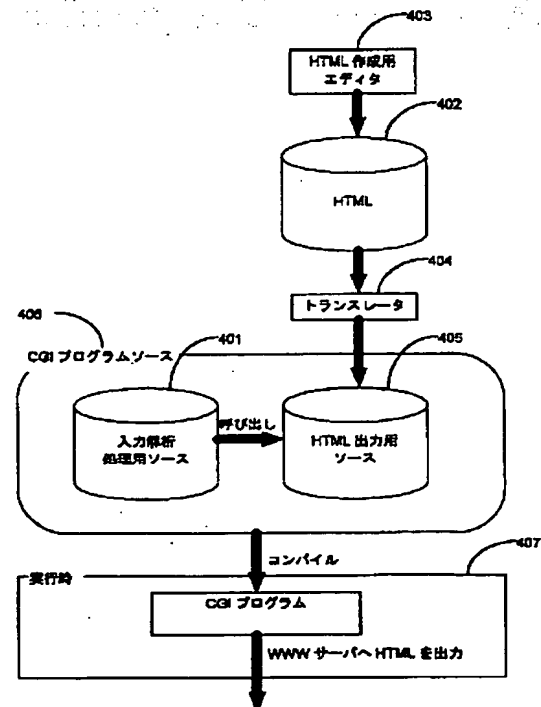 403
HTML 作成用
エディタ
402
HTML
404
トランスレータ
406
CGI プログラムソース
401
405
入力解析
処理用ソース
呼び出し
HTML 出力用
ソース
コンパイル
407
実行時
CGI プログラム
WWW サーバへ HTML を出力